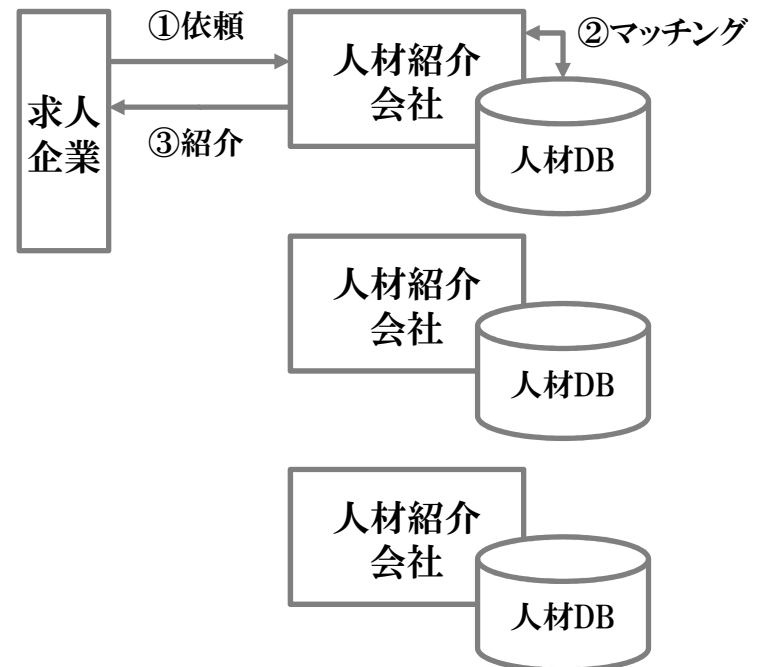 ①依頼
人材紹介
会社
②マッチング
求人
企業
③紹介
人材DB
人材紹介
会社
人材DB
人材紹介
会社
人材DB